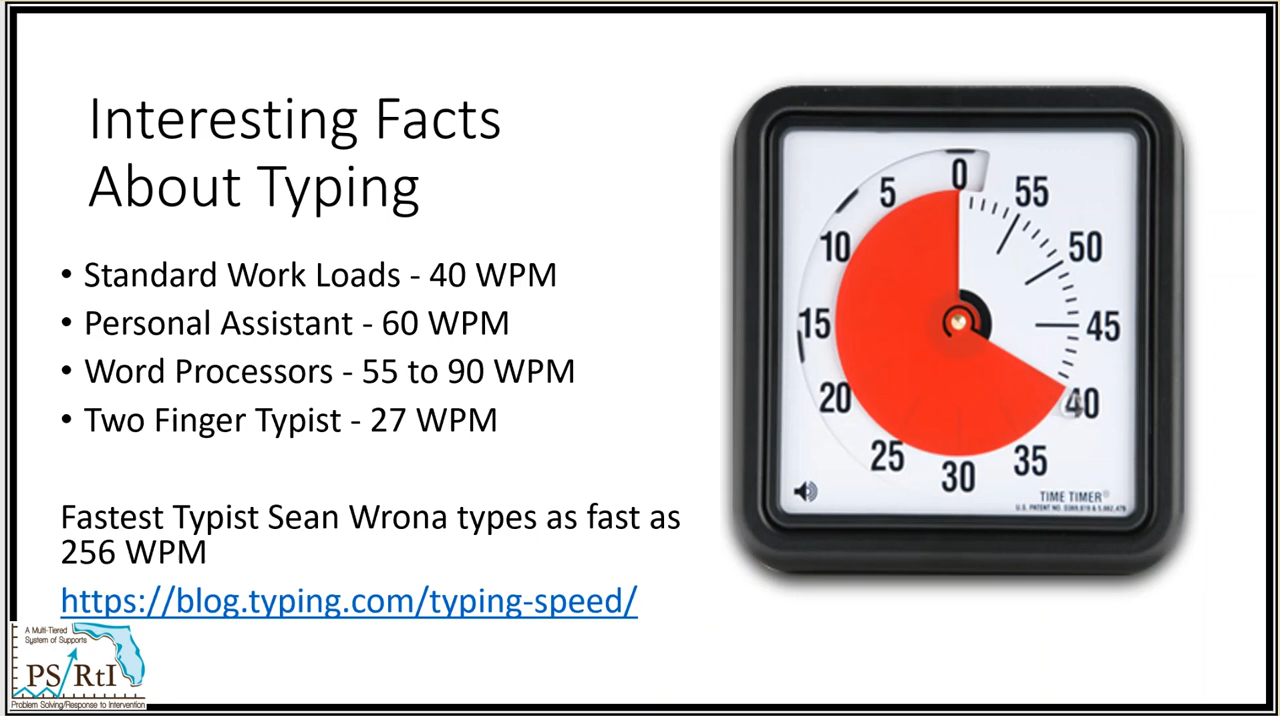 Interesting Facts
About Typing
• Standard Work Loads - 40 WPM
• Personal Assistant - 60 WPM
• Word Processors - 55 to 90 WPM
• Two Finger Typist - 27 WPM
Fastest Typist Sean Wrona types as fast as
256 WPM
https://blog.typing.com/typing-speed/
0
5
55
10
50
15
45
20
40
25
35
30
TIME TIMER®
A Multi-Tiered
System of Supports
PS/RtI
Problem Solving/Response to Intervention